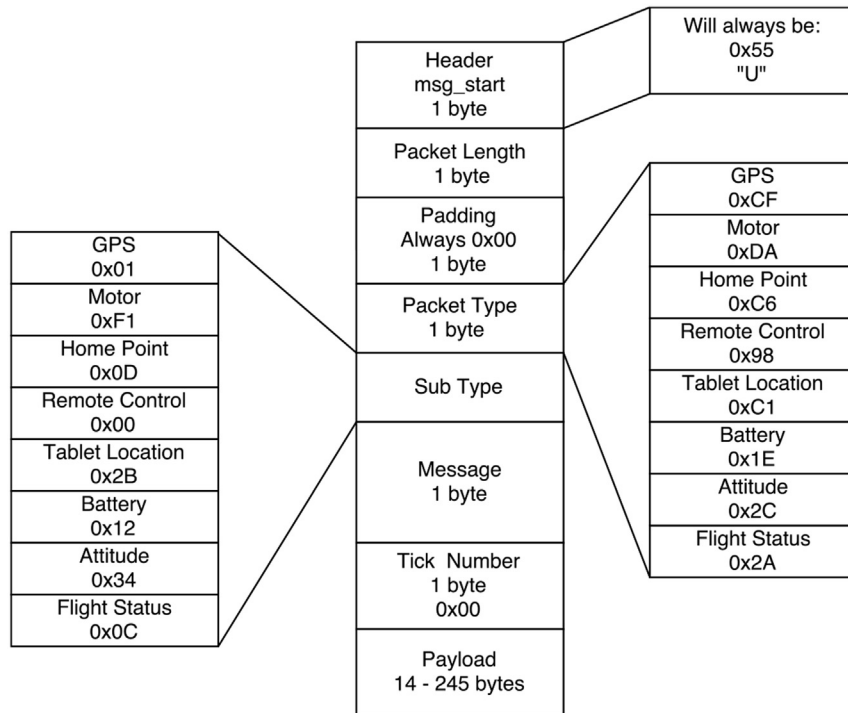 Header
msg_start
1 byte
Packet Length
1 byte
Padding
Always 0x00
1 byte
Packet Type
1 byte
Sub Type
Message
1 byte
Tick Number
1 byte
0x00
Payload
14 - 245 bytes
Will always be:
0x55
"U"
GPS
0xCF
Motor
0xDA
Home Point
0xC6
Remote Control
0x98
Tablet Location
0xC1
Battery
0x1E
Attitude
0x2C
Flight Status
0x2A
GPS
0x01
Motor
0xF1
Home Point
0x0D
Remote Control
0x00
Tablet Location
0x2B
Battery
0x12
Attitude
0x34
Flight Status
0x0C